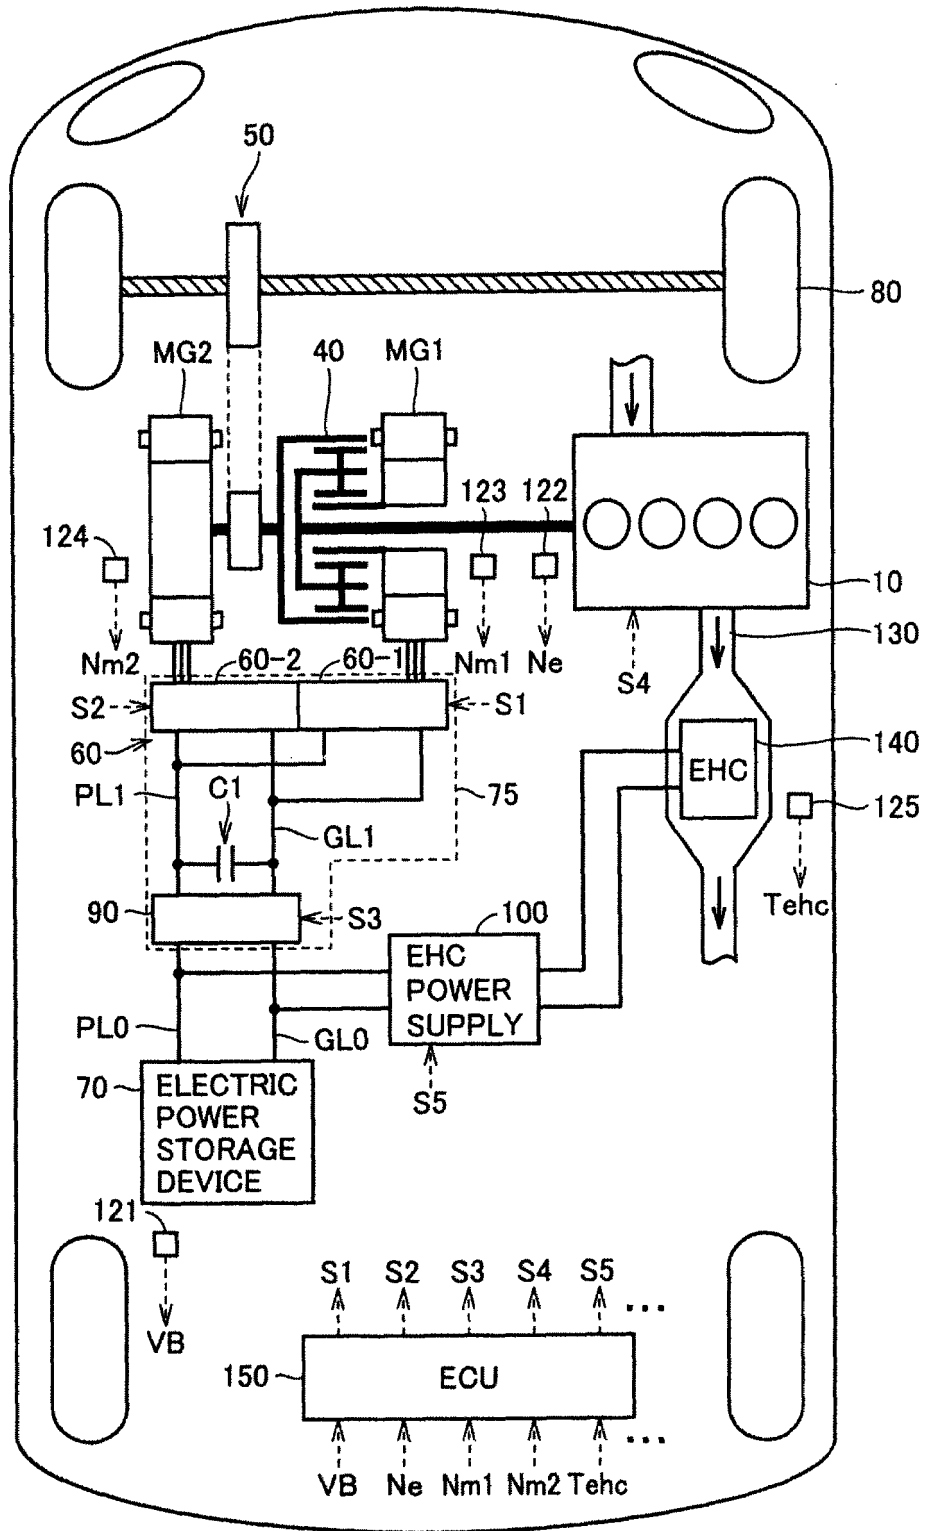 50
80
MG2
40
MG1
123
122
124
10
130
Nm2
60-2
60-1
Nm1
Ne
S4
S2
S1
60
140
EHC
PL1
C1
75
125
GL1
90
S3
100
Tehc
EHC
POWER
SUPPLY
PL0
GL0
70
ELECTRIC
POWER
STORAGE
DEVICE
S5
121
VB
S1 S2 S3 S4 S5 ...
150
ECU
...
VB Ne Nm1 Nm2 Tehc